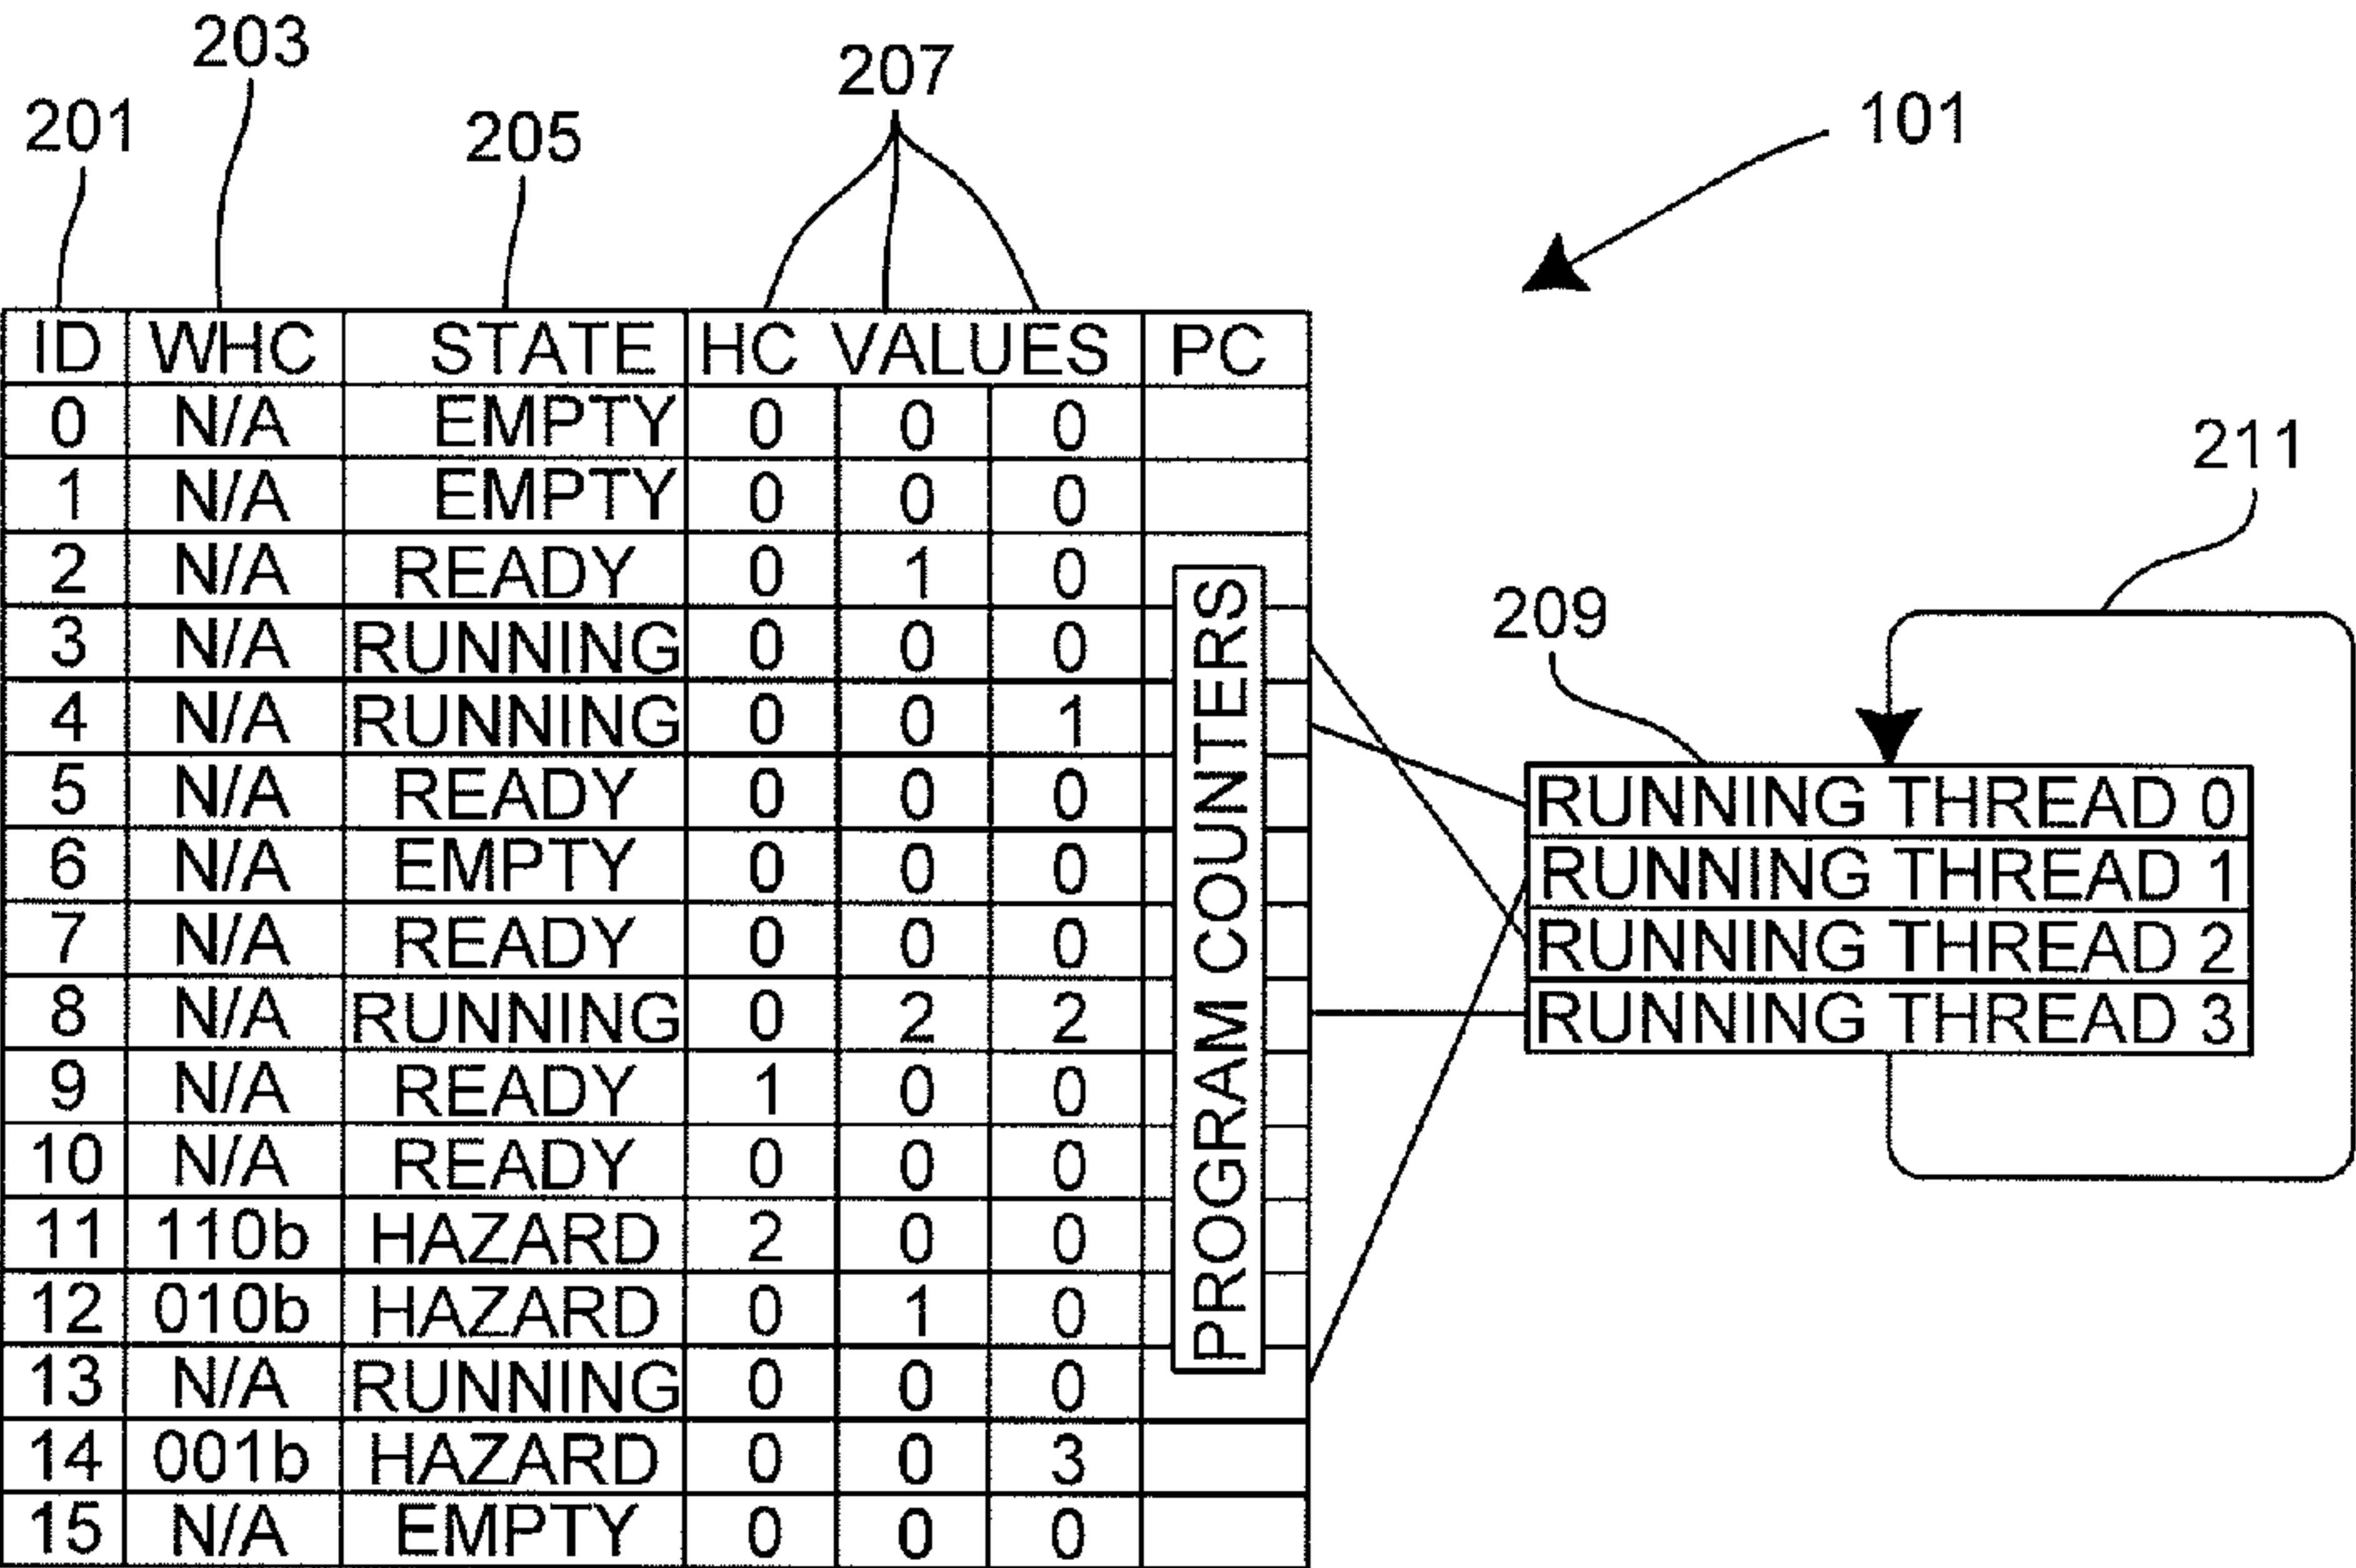 203
207
201
205
101
ID WHC STATE HC VALUES PC
0 N/A EMPTY 0 0 0
1 N/A EMPTY 0 0 0
2 N/A READY 0 1 0
3 N/A RUNNING 0 0 0
4 N/A RUNNING 0 0 1
5 N/A READY 0 0 0
6 N/A EMPTY 0 0 0
7 N/A READY 0 0 0
8 N/A RUNNING 0 2 2
9 N/A READY 1 0 0
10 N/A READY 0 0 0
11 110b HAZARD 2 0 0
12 010b HAZARD 0 1 0
13 N/A RUNNING 0 0 0
14 001b HAZARD 0 0 3
15 N/A EMPTY 0 0 0
PROGRAM COUNTERS
211
209
RUNNING THREAD 0
RUNNING THREAD 1
RUNNING THREAD 2
RUNNING THREAD 3